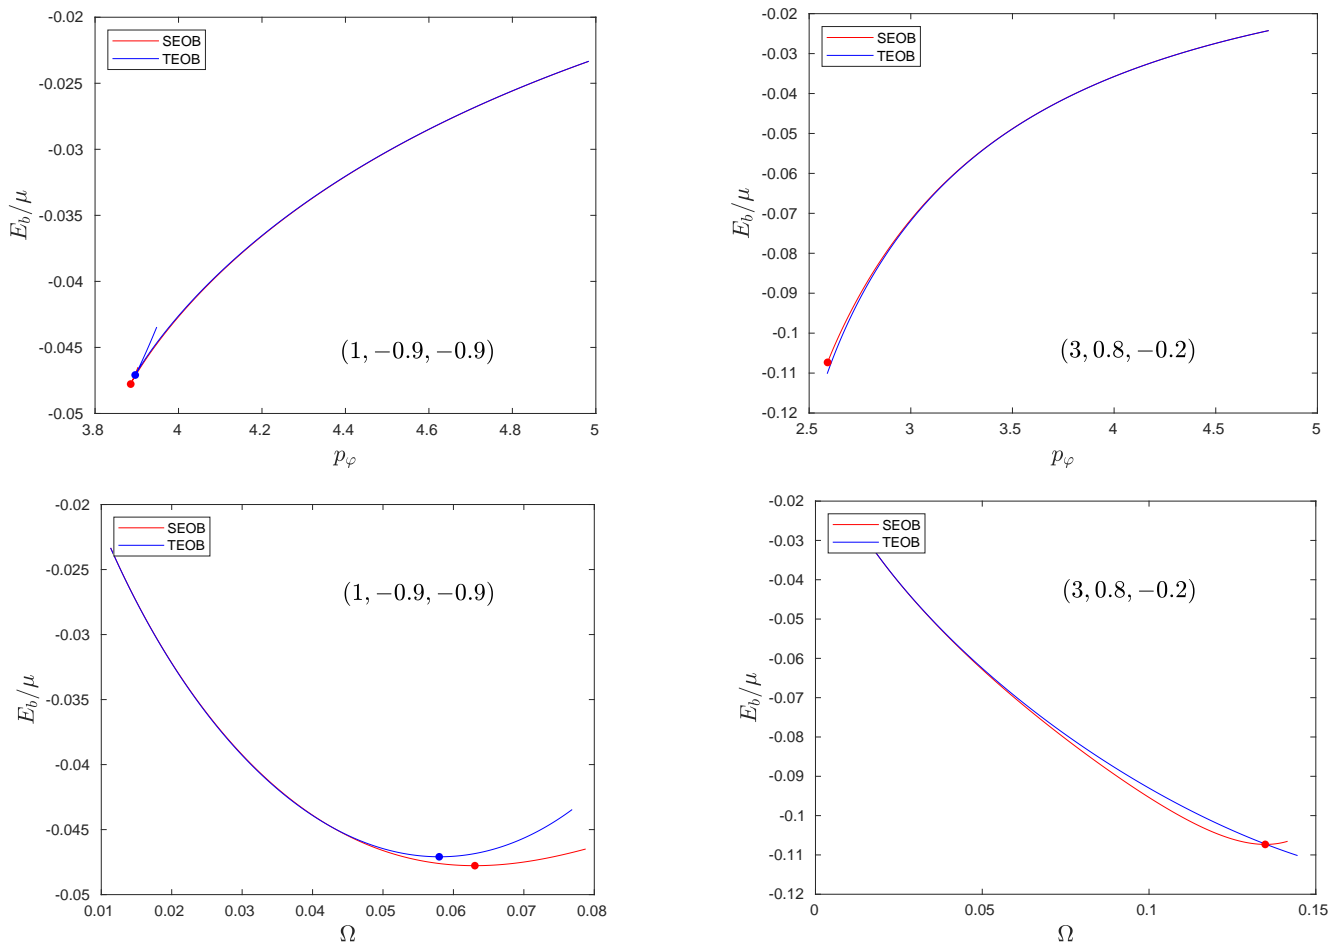 -0.02
-0.025
-0.03
-0.035
-0.04
-0.045
-0.05
E_b/μ
SEOB
TEOB
(1, −0.9, −0.9)
3.8 4 4.2 4.4 4.6 4.8 5
p_φ
-0.02
-0.03
-0.04
-0.05
-0.06
-0.07
-0.08
-0.09
-0.1
-0.11
-0.12
E_b/μ
SEOB
TEOB
(3, 0.8, −0.2)
2.5 3 3.5 4 4.5 5
p_φ
-0.02
-0.025
-0.03
-0.035
-0.04
-0.045
-0.05
E_b/μ
SEOB
TEOB
(1, −0.9, −0.9)
0.01 0.02 0.03 0.04 0.05 0.06 0.07 0.08
Ω
-0.02
-0.03
-0.04
-0.05
-0.06
-0.07
-0.08
-0.09
-0.1
-0.11
-0.12
E_b/μ
SEOB
TEOB
(3, 0.8, −0.2)
0 0.05 0.1 0.15
Ω